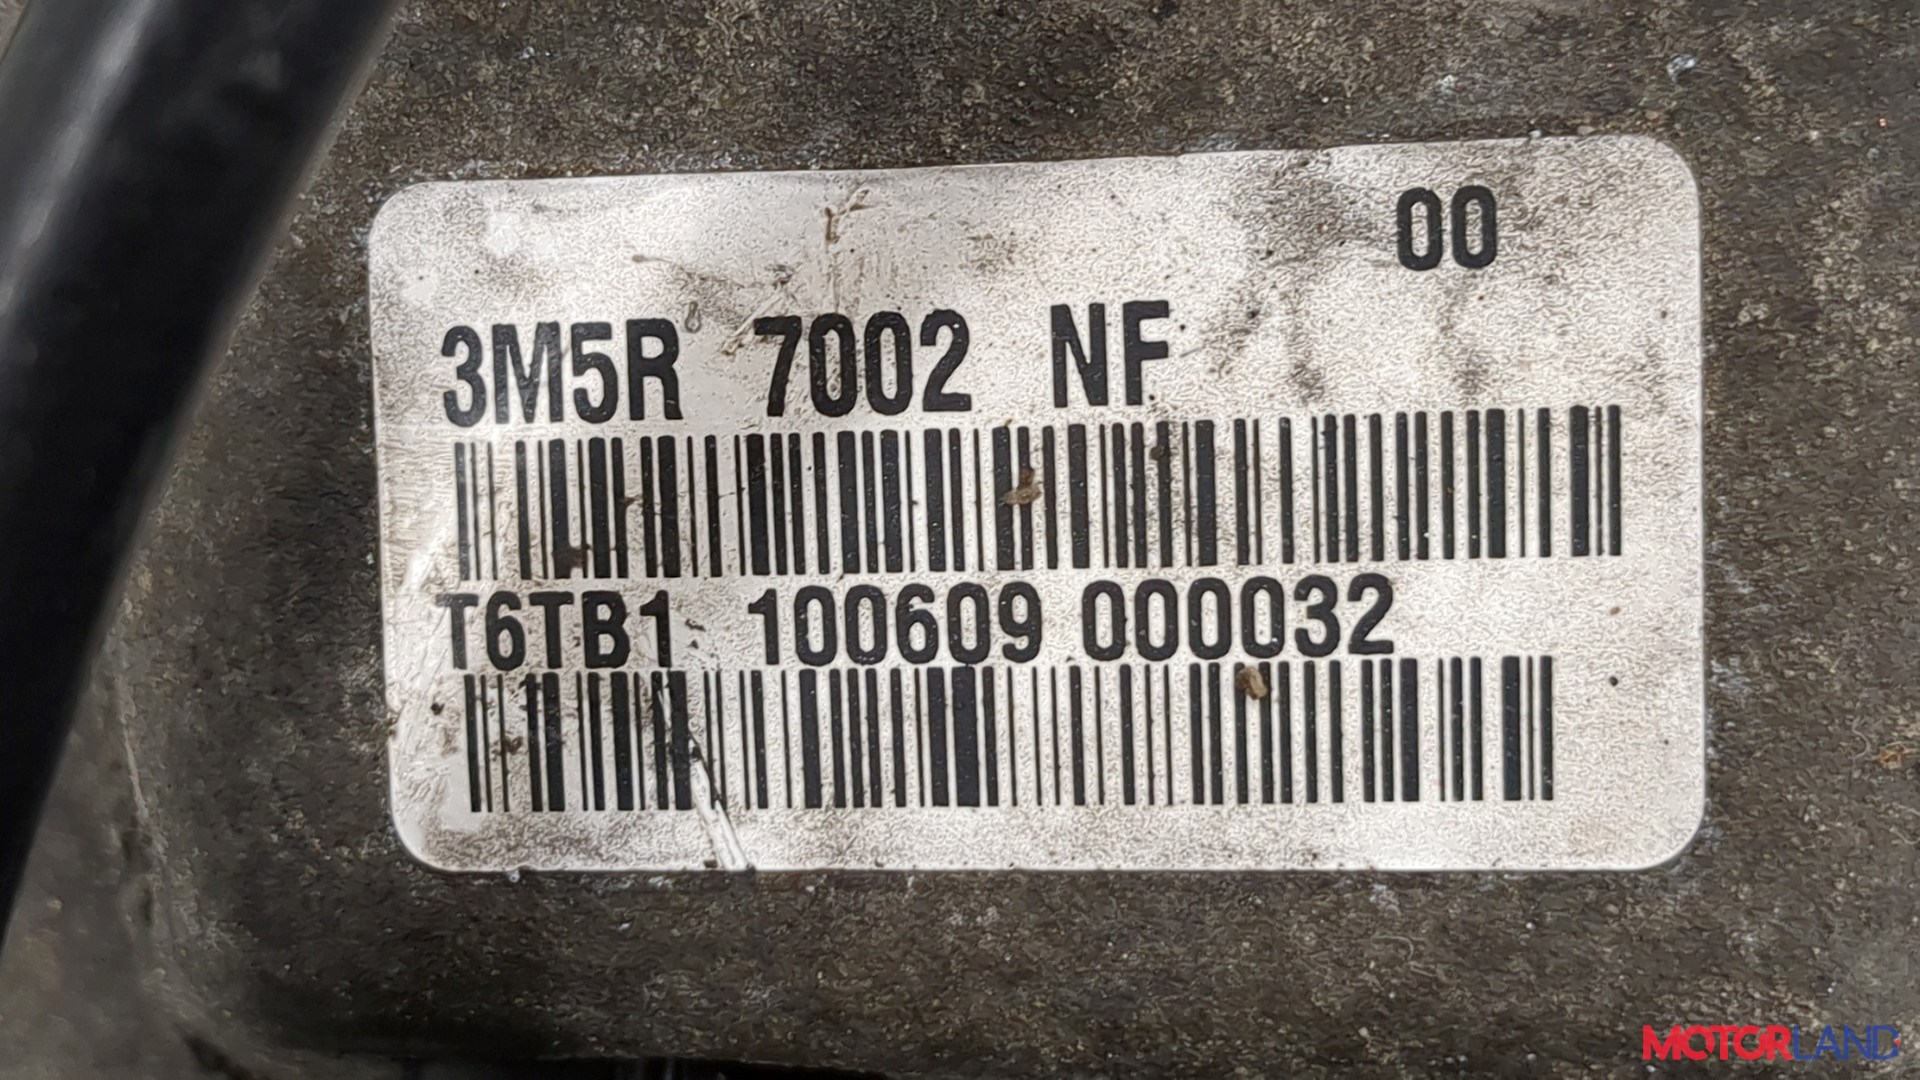 00
3M5R 7002 NF
T6TB1 100609 000032
MOTORLAND